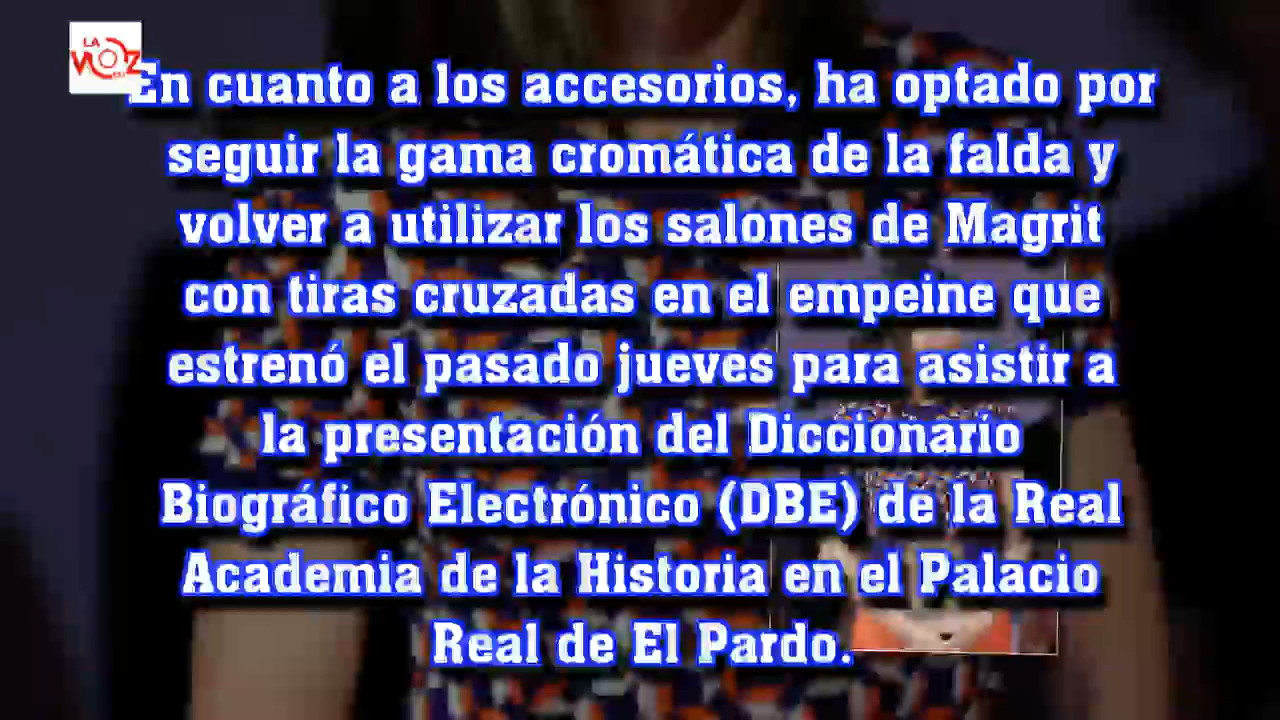 LA
VOZ
En cuanto a los accesorios, ha optado por
seguir la gama cromática de la falda y
volver a utilizar los salones de Magrit
con tiras cruzadas en el empeine que
estrenó el pasado jueves para asistir a
la presentación del Diccionario
Biográfico Electrónico (DBE) de la Real
Academia de la Historia en el Palacio
Real de El Pardo.